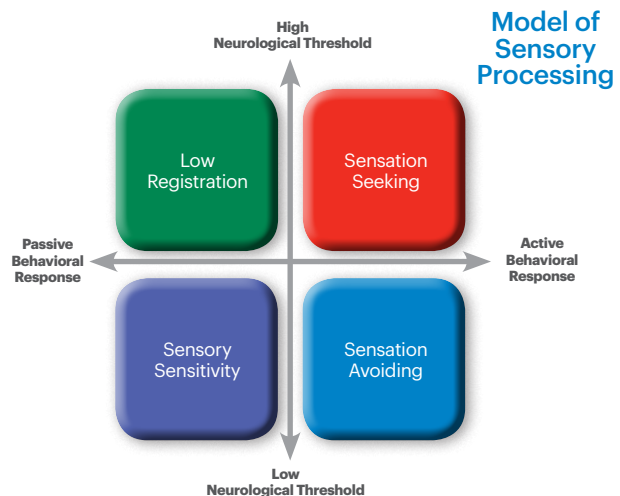 High
Neurological Threshold
Model of
Sensory
Processing
Low
Registration
Sensation
Seeking
Passive
Behavioral
Response
Active
Behavioral
Response
Sensory
Sensitivity
Sensation
Avoiding
Low
Neurological Threshold